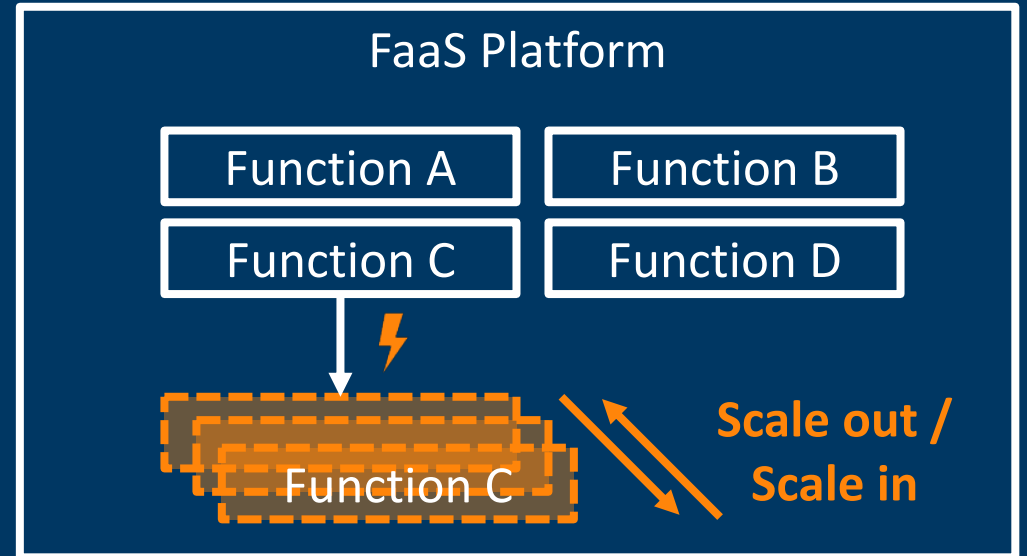 FaaS Platform
Function A
Function B
Function C
Function D
Function C
Scale out /
Scale in